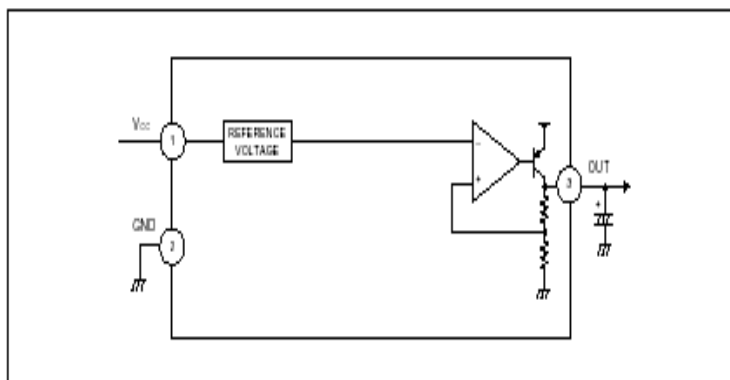 Vcc
1
REFERENCE
VOLTAGE
-
+
3
OUT
+
GND
2